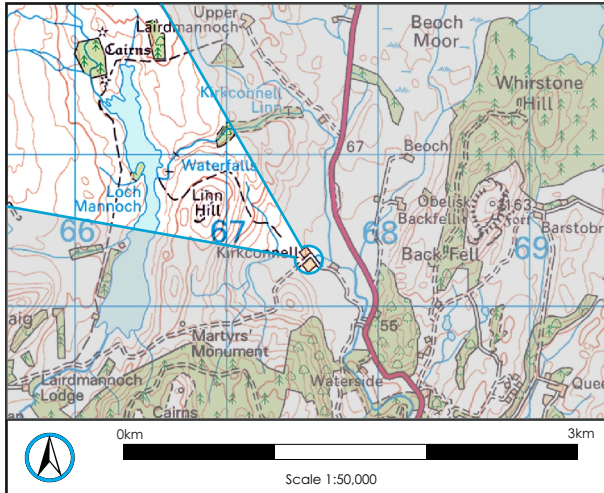 Upper
Lairdmannoch
Cairns
Beoch
Moor
Whirstone
Hill
Kirkconnell
Linn
67
Beoch
Waterfalls
Loch
Mannoch
Linn
Hill
Obelisk
Backfell
163
Fort
66
67
68
69
Barstobr
Kirkconnell
Back Fell
aig
Martyrs'
Monument
55
Lairdmannoch
Lodge
Waterside
Quee
Cairns
0km
3km
Scale 1:50,000